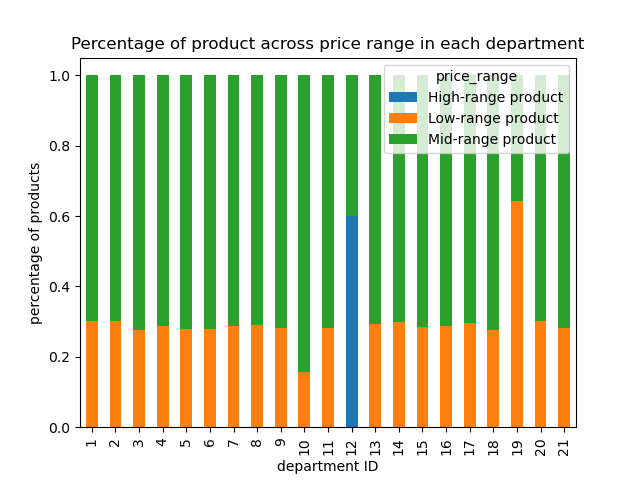 Percentage of product across price range in each department
price_range
High-range product
Low-range product
Mid-range product
percentage of products
1.0
0.8
0.6
0.4
0.2
0.0
1 2 3 4 5 6 7 8 9 10 11 12 13 14 15 16 17 18 19 20 21
department ID